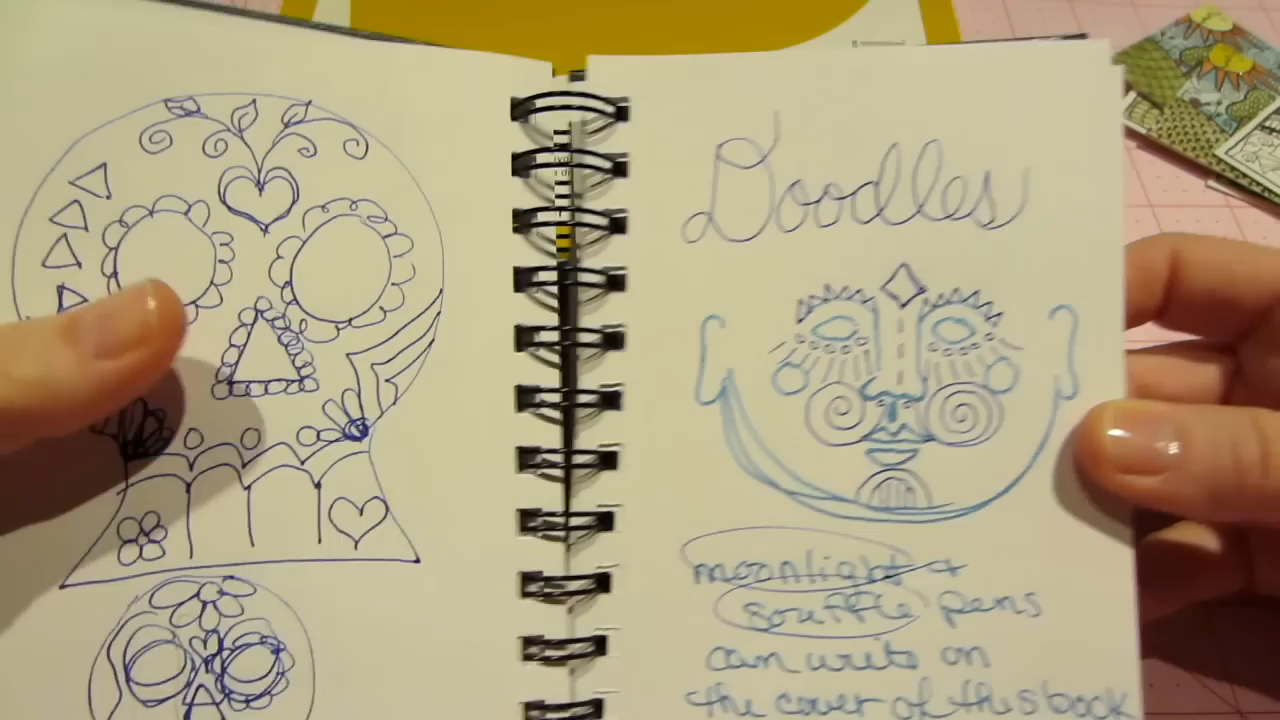 Doodles
moonlight &
souffle pens
can write on
the cover of this book